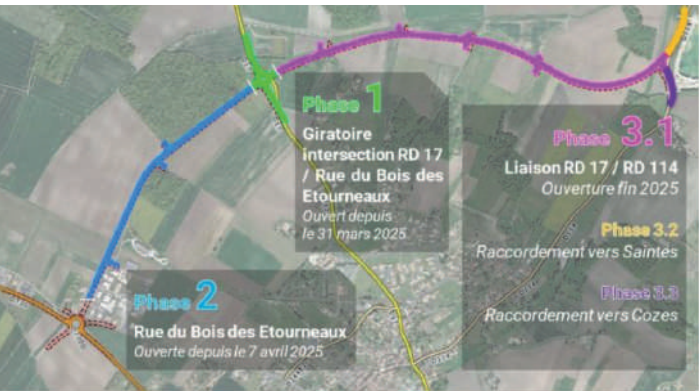 Phase 1
Giratoire
intersection RD 17
/ Rue du Bois des
Etourneaux
Ouvert depuis
le 31 mars 2025
Phase 3.1
Liaison RD 17 / RD 114
Ouverture fin 2025
Phase 3.2
Raccordement vers Saintes
Phase 3.3
Raccordement vers Cozes
Phase 2
Rue du Bois des Etourneaux
Ouverte depuis le 7 avril 2025